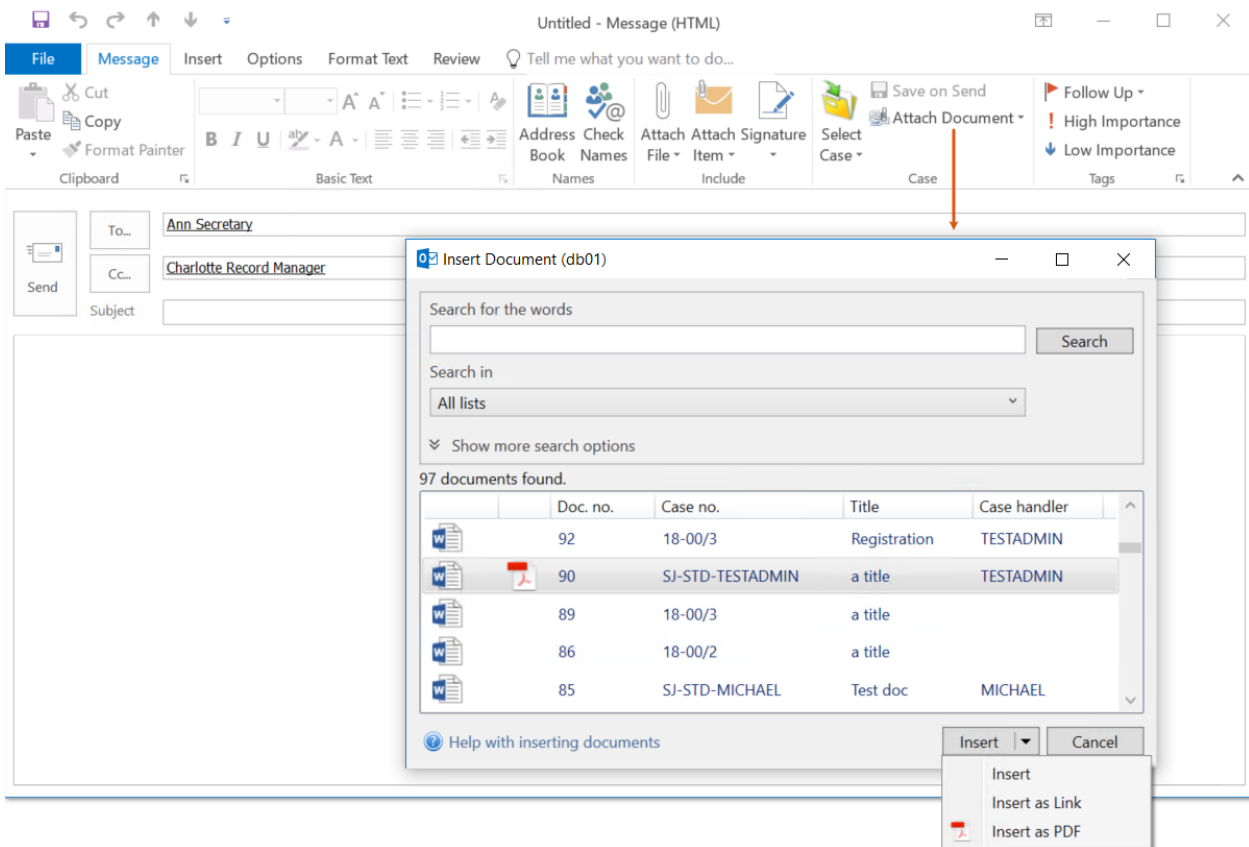 Untitled - Message (HTML)
File Message Insert Options Format Text Review Tell me what you want to do...
Cut
Copy
Format Painter
Paste
Clipboard
B I U
Basic Text
Address Book
Check Names
Names
Attach File
Attach Item
Signature
Include
Select Case
Save on Send
Attach Document
Case
Follow Up
High Importance
Low Importance
Tags
Send
To... Ann Secretary
Cc... Charlotte Record Manager
Subject
Insert Document (db01)
Search for the words
Search
Search in
All lists
Show more search options
97 documents found.
Doc. no. Case no. Title Case handler
92 18-00/3 Registration TESTADMIN
90 SJ-STD-TESTADMIN a title TESTADMIN
89 18-00/3 a title
86 18-00/2 a title
85 SJ-STD-MICHAEL Test doc MICHAEL
Help with inserting documents
Insert Cancel
Insert
Insert as Link
Insert as PDF